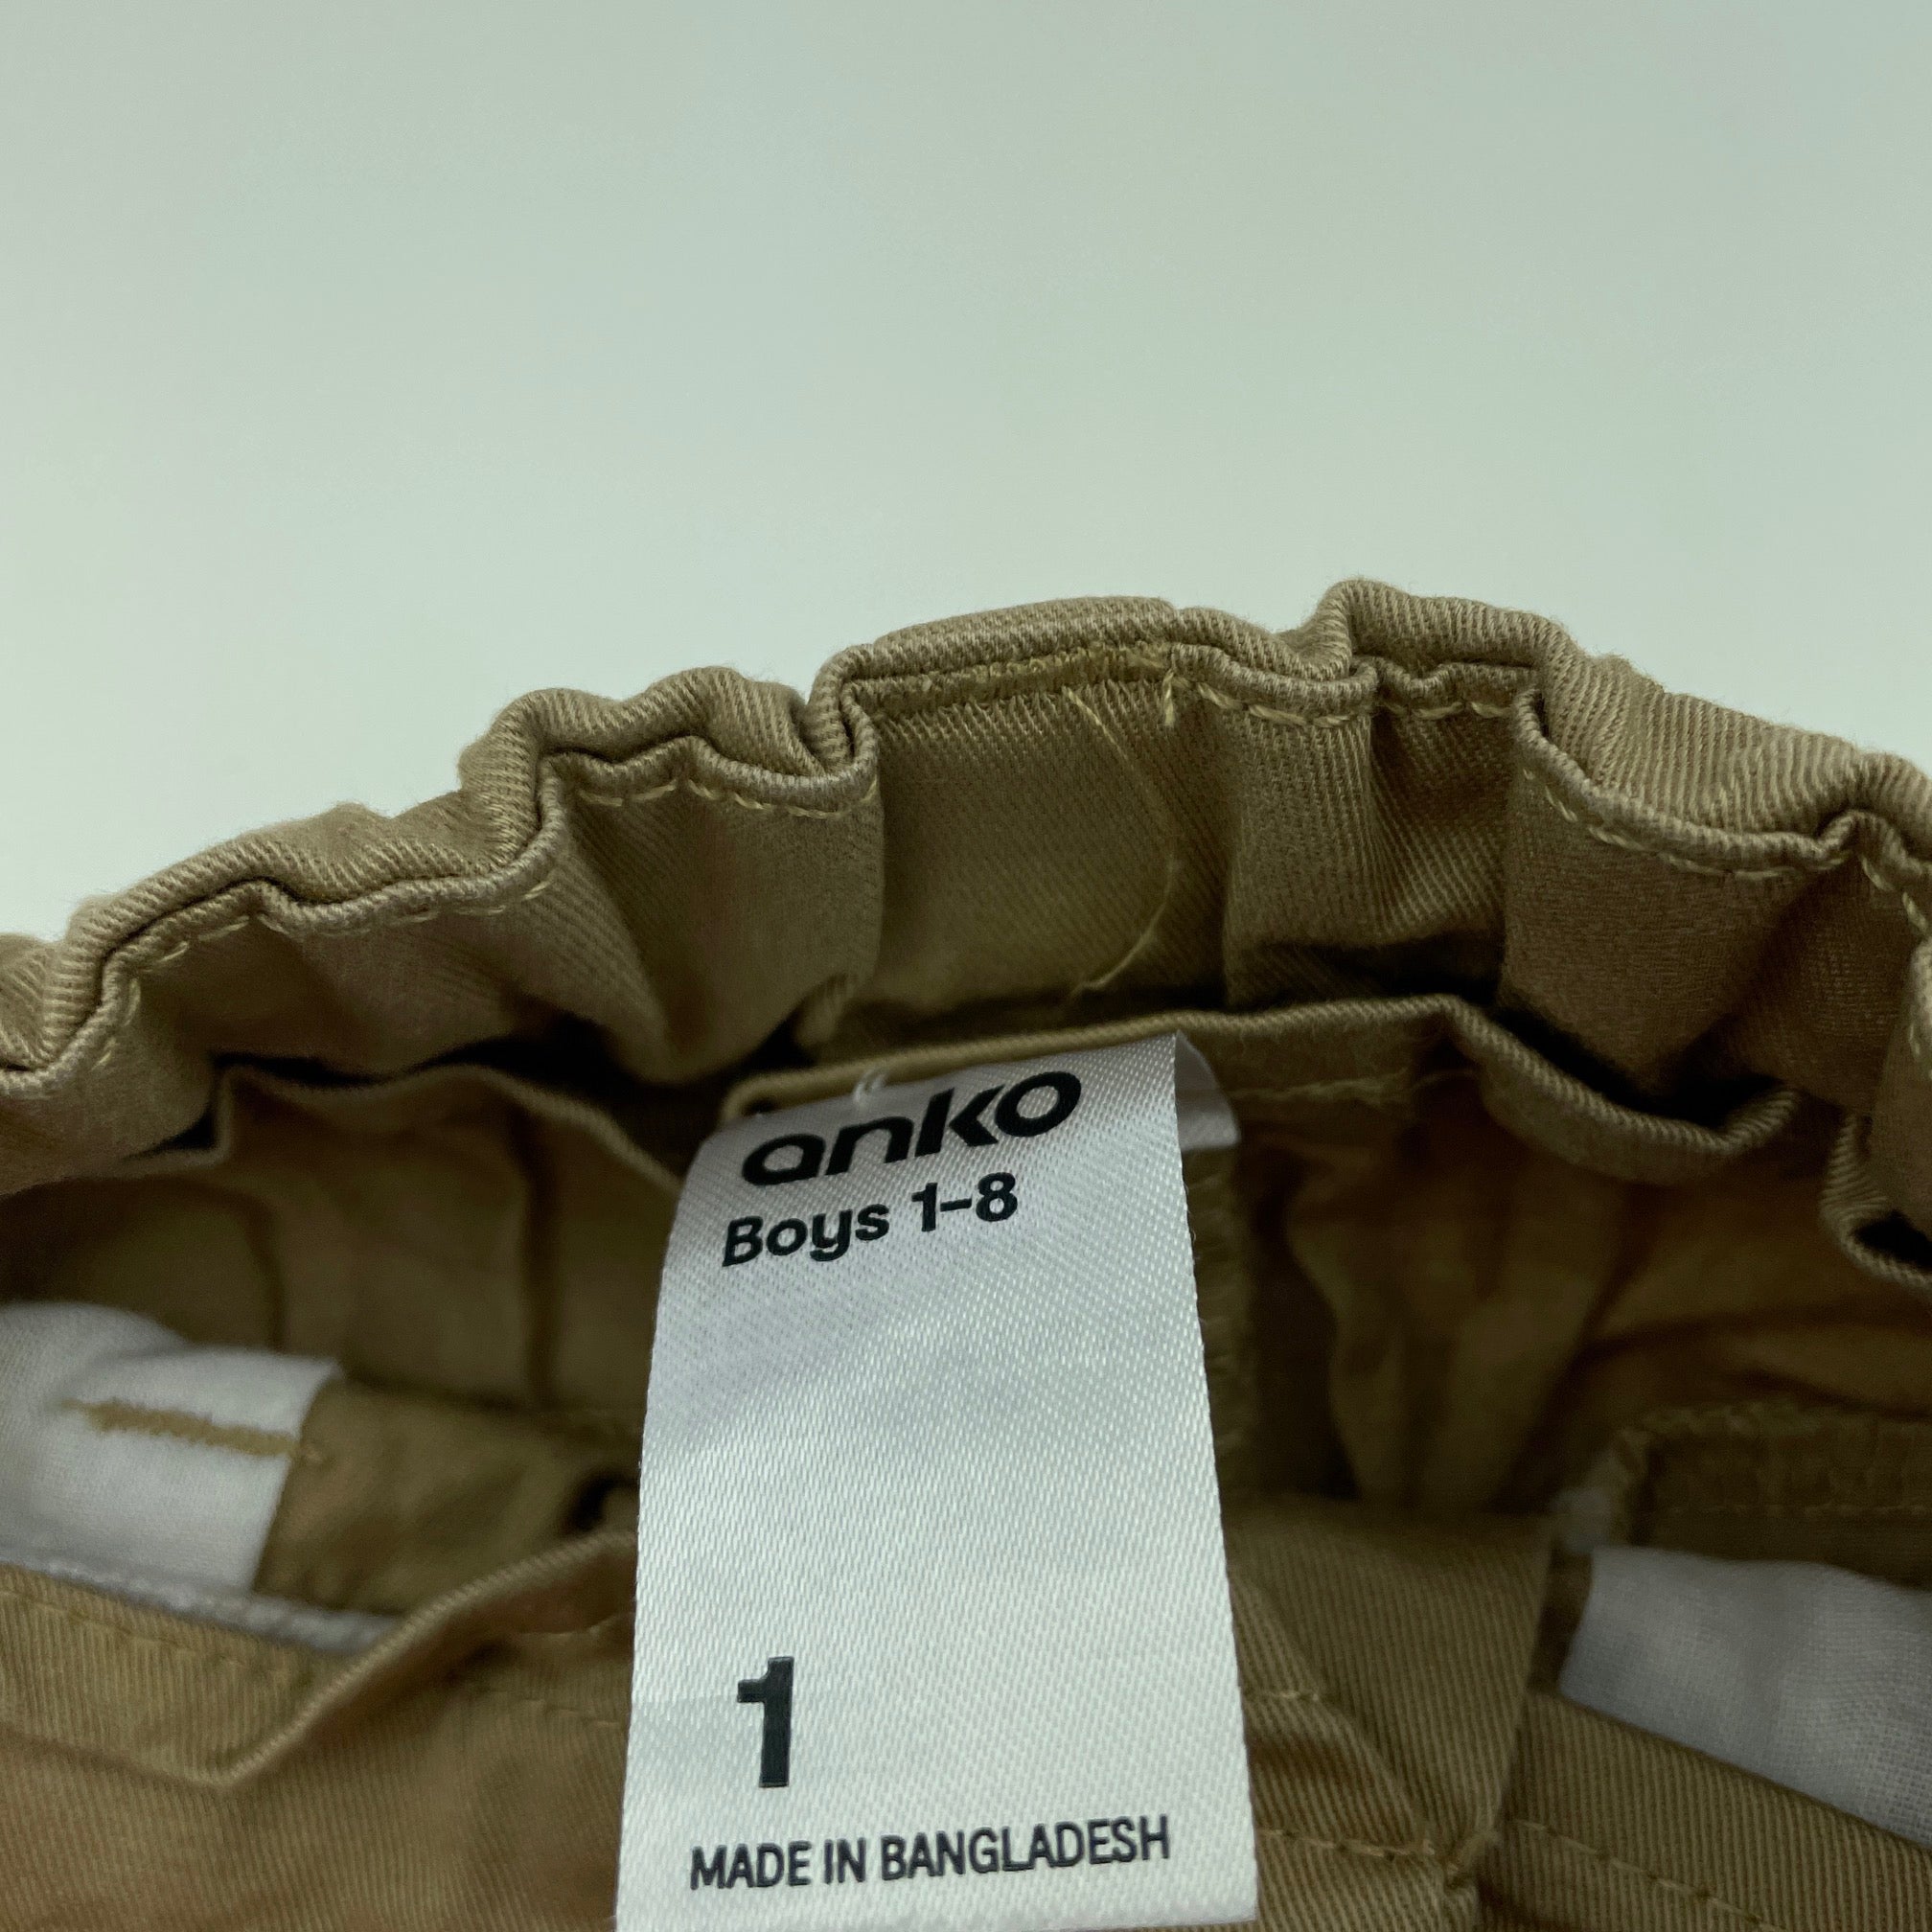 anko
Boys 1-8
1
MADE IN BANGLADESH